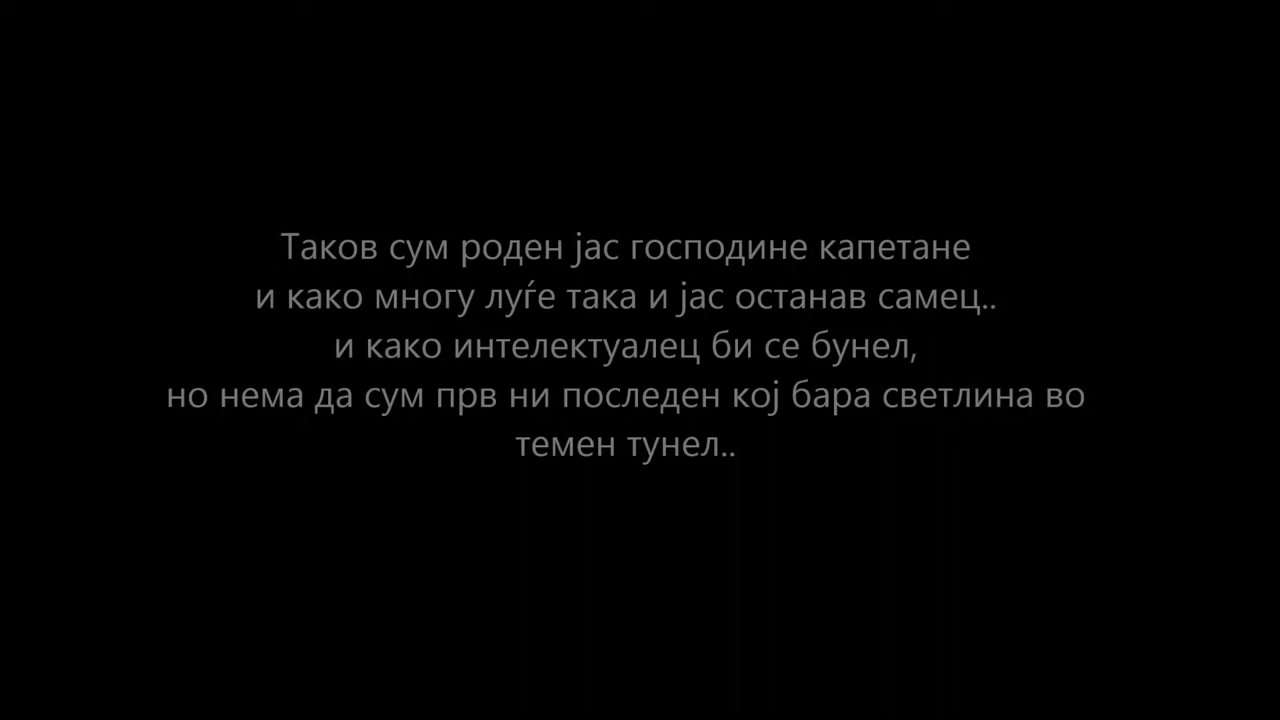 Таков сум роден јас господине капетане
и како многу луѓе така и јас останав самец..
и како интелектуалец би се бунел,
но нема да сум прв ни последен кој бара светлина во
темен тунел..